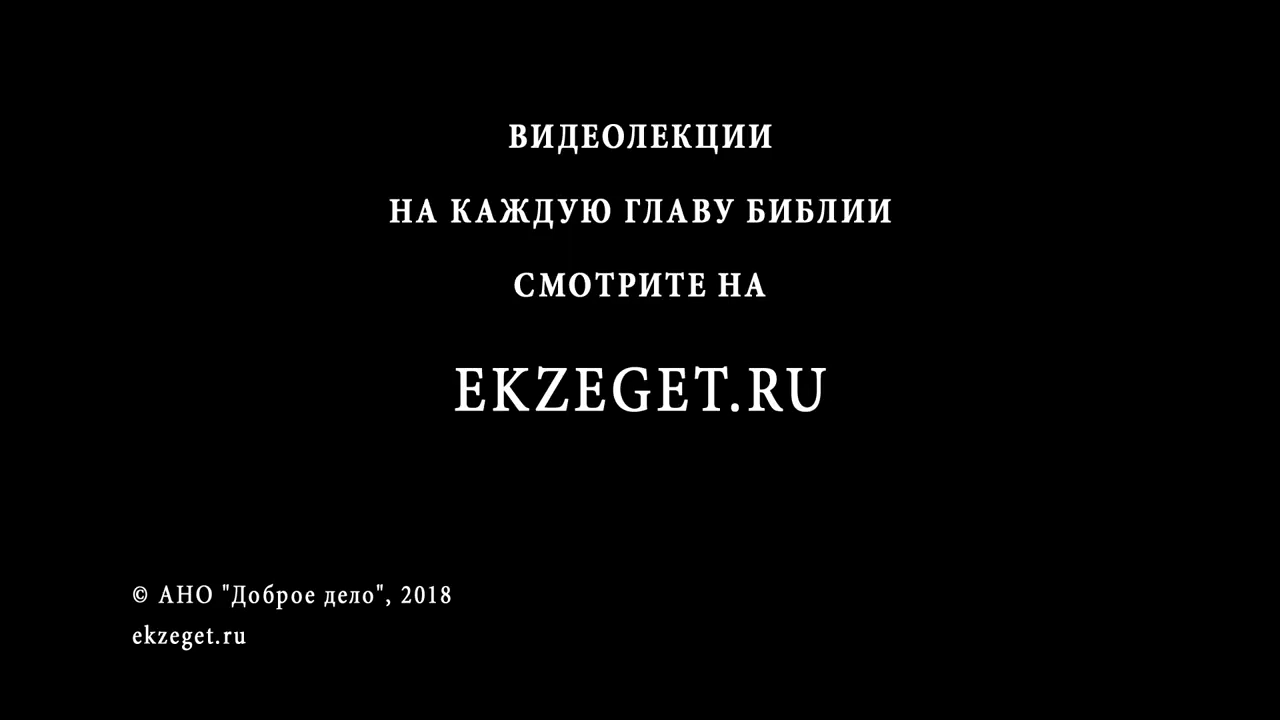 ВИДЕОЛЕКЦИИ
НА КАЖДУЮ ГЛАВУ БИБЛИИ
СМОТРИТЕ НА
EKZEGET.RU
© АНО "Доброе дело", 2018
ekzeget.ru